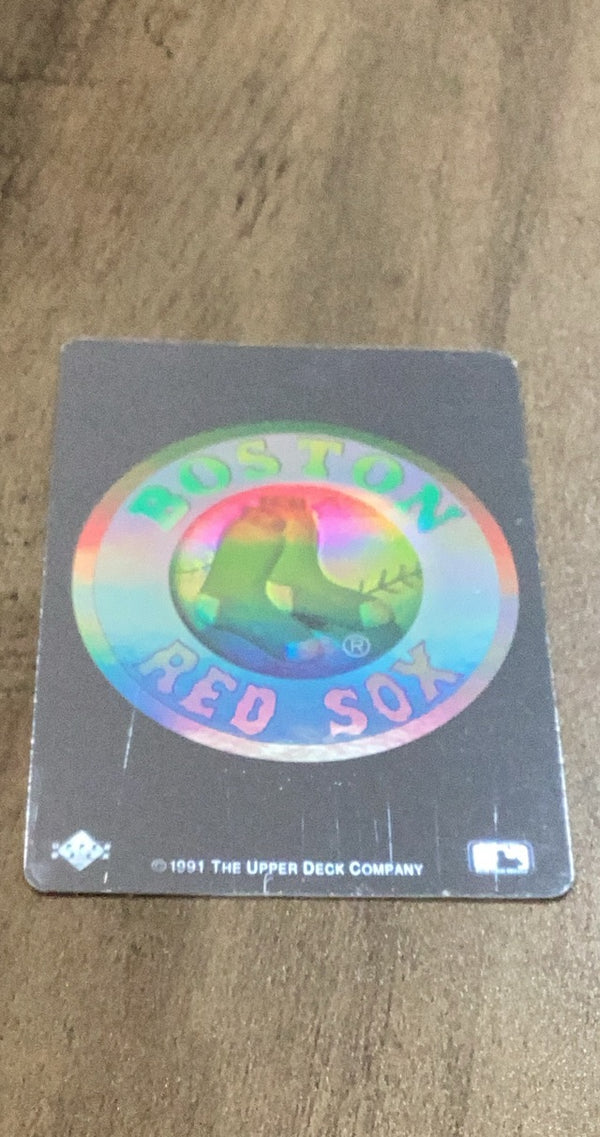 BOSTON
RED SOX
®
©1991 THE UPPER DECK COMPANY